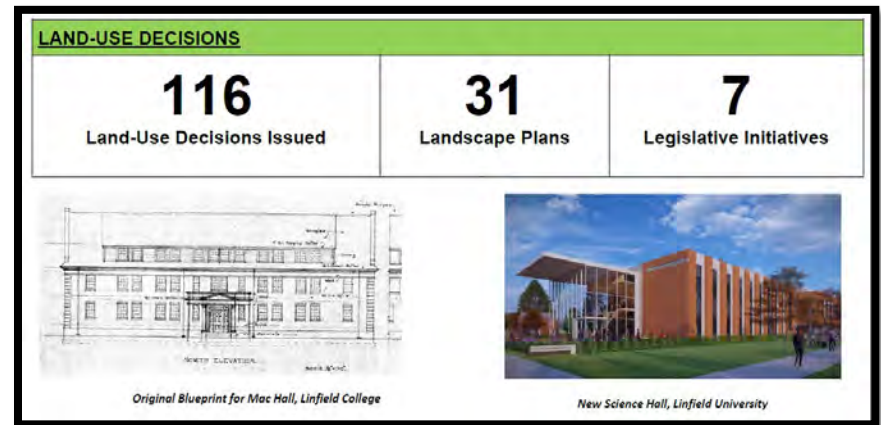 LAND-USE DECISIONS
116
Land-Use Decisions Issued
31
Landscape Plans
7
Legislative Initiatives
NORTH ELEVATION
Original Blueprint for Mac Hall, Linfield College
New Science Hall, Linfield University